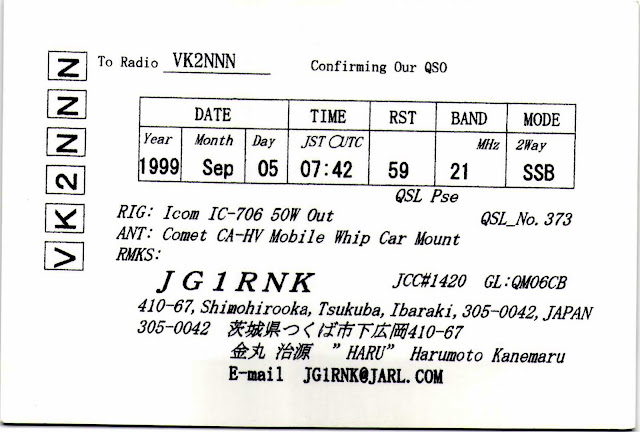 VK2NNN
To Radio VK2NNN Confirming Our QSO
DATE TIME RST BAND MODE
Year Month Day JST ○UTC MHz 2Way
1999 Sep 05 07:42 59 21 SSB
QSL Pse
RIG: Icom IC-706 50W Out QSL_No. 373
ANT: Comet CA-HV Mobile Whip Car Mount
RMKS:
JG1RNK JCC#1420 GL:QM06CB
410-67, Shimohirooka, Tsukuba, Ibaraki, 305-0042, JAPAN
305-0042 茨城県つくば市下広岡410-67
金丸 治源 ”HARU” Harumoto Kanemaru
E-mail JG1RNK@JARL.COM